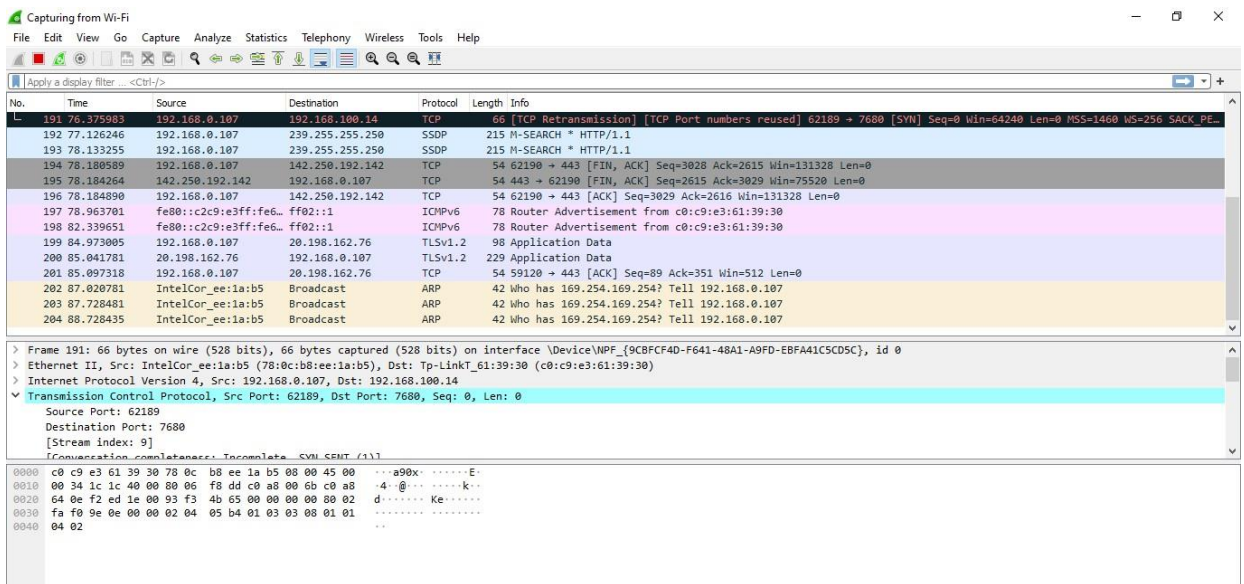 Capturing from Wi-Fi
File Edit View Go Capture Analyze Statistics Telephony Wireless Tools Help
Apply a display filter ... <Ctrl-/>
No. Time Source Destination Protocol Length Info
191 76.375983 192.168.0.107 192.168.100.14 TCP 66 [TCP Retransmission] [TCP Port numbers reused] 62189 → 7680 [SYN] Seq=0 Win=64240 Len=0 MSS=1460 WS=256 SACK_PE…
192 77.126246 192.168.0.107 239.255.255.250 SSDP 215 M-SEARCH * HTTP/1.1
193 78.133255 192.168.0.107 239.255.255.250 SSDP 215 M-SEARCH * HTTP/1.1
194 78.180589 192.168.0.107 142.250.192.142 TCP 54 62190 → 443 [FIN, ACK] Seq=3028 Ack=2615 Win=131328 Len=0
195 78.184264 142.250.192.142 192.168.0.107 TCP 54 443 → 62190 [FIN, ACK] Seq=2615 Ack=3029 Win=75520 Len=0
196 78.184890 192.168.0.107 142.250.192.142 TCP 54 62190 → 443 [ACK] Seq=3029 Ack=2616 Win=131328 Len=0
197 78.963701 fe80::c2c9:e3ff:fe6… ff02::1 ICMPv6 78 Router Advertisement from c0:c9:e3:61:39:30
198 82.339651 fe80::c2c9:e3ff:fe6… ff02::1 ICMPv6 78 Router Advertisement from c0:c9:e3:61:39:30
199 84.973005 192.168.0.107 20.198.162.76 TLSv1.2 98 Application Data
200 85.041781 20.198.162.76 192.168.0.107 TLSv1.2 229 Application Data
201 85.097318 192.168.0.107 20.198.162.76 TCP 54 59120 → 443 [ACK] Seq=89 Ack=351 Win=512 Len=0
202 87.020781 IntelCor_ee:1a:b5 Broadcast ARP 42 Who has 169.254.169.254? Tell 192.168.0.107
203 87.728481 IntelCor_ee:1a:b5 Broadcast ARP 42 Who has 169.254.169.254? Tell 192.168.0.107
204 88.728435 IntelCor_ee:1a:b5 Broadcast ARP 42 Who has 169.254.169.254? Tell 192.168.0.107
Frame 191: 66 bytes on wire (528 bits), 66 bytes captured (528 bits) on interface \Device\NPF_{9CBFCF4D-F641-48A1-A9FD-EBFA41C5CD5C}, id 0
Ethernet II, Src: IntelCor_ee:1a:b5 (78:0c:b8:ee:1a:b5), Dst: Tp-LinkT_61:39:30 (c0:c9:e3:61:39:30)
Internet Protocol Version 4, Src: 192.168.0.107, Dst: 192.168.100.14
Transmission Control Protocol, Src Port: 62189, Dst Port: 7680, Seq: 0, Len: 0
Source Port: 62189
Destination Port: 7680
[Stream index: 9]
[Conversation completeness: Incomplete, SYN_SENT (1)]
0000 c0 c9 e3 61 39 30 78 0c b8 ee 1a b5 08 00 45 00 ···a90x· ······E·
0010 00 34 1c 1c 40 00 80 06 f8 dd c0 a8 00 6b c0 a8 ·4··@··· ·····k··
0020 64 0e f2 ed 1e 00 93 f3 4b 65 00 00 00 00 80 02 d······· Ke······
0030 fa f0 9e 0e 00 00 02 04 05 b4 01 03 03 08 01 01 ········ ········
0040 04 02 ··